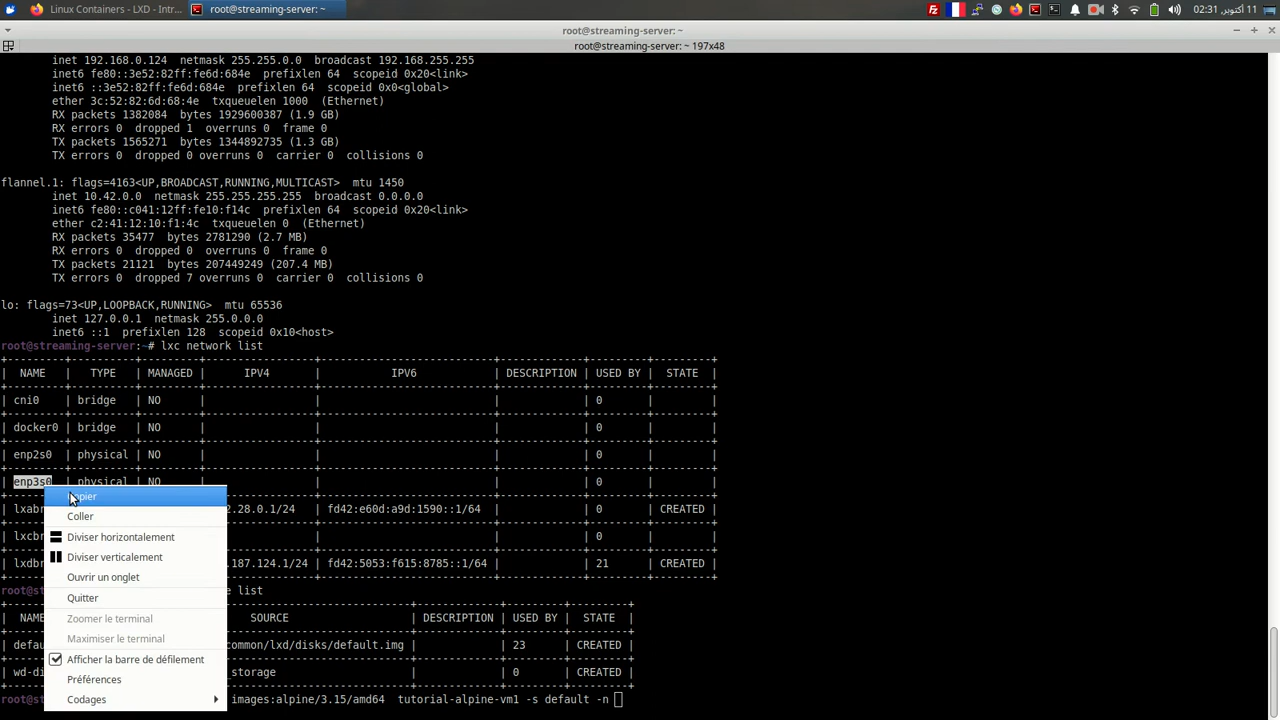 Linux Containers - LXD - Intr...
root@streaming-server: ~
11 أكتوبر, 02:31
root@streaming-server: ~
root@streaming-server: ~ 197x48
inet 192.168.0.124 netmask 255.255.0.0 broadcast 192.168.255.255
inet6 fe80::3e52:82ff:fe6d:684e prefixlen 64 scopeid 0x20<link>
inet6 ::3e52:82ff:fe6d:684e prefixlen 64 scopeid 0x0<global>
ether 3c:52:82:6d:68:4e txqueuelen 1000 (Ethernet)
RX packets 1382084 bytes 1929600387 (1.9 GB)
RX errors 0 dropped 1 overruns 0 frame 0
TX packets 1565271 bytes 1344892735 (1.3 GB)
TX errors 0 dropped 0 overruns 0 carrier 0 collisions 0
flannel.1: flags=4163<UP,BROADCAST,RUNNING,MULTICAST> mtu 1450
inet 10.42.0.0 netmask 255.255.255.255 broadcast 0.0.0.0
inet6 fe80::c041:12ff:fe10:f14c prefixlen 64 scopeid 0x20<link>
ether c2:41:12:10:f1:4c txqueuelen 0 (Ethernet)
RX packets 35477 bytes 2781290 (2.7 MB)
RX errors 0 dropped 0 overruns 0 frame 0
TX packets 21121 bytes 207449249 (207.4 MB)
TX errors 0 dropped 7 overruns 0 carrier 0 collisions 0
lo: flags=73<UP,LOOPBACK,RUNNING> mtu 65536
inet 127.0.0.1 netmask 255.0.0.0
inet6 ::1 prefixlen 128 scopeid 0x10<host>
root@streaming-server:~# lxc network list
| NAME | TYPE | MANAGED | IPV4 | IPV6 | DESCRIPTION | USED BY | STATE |
| cni0 | bridge | NO | | | | 0 | |
| docker0 | bridge | NO | | | | 0 | |
| enp2s0 | physical | NO | | | | 0 | |
| enp3s0 | physical | NO | | | | 0 | |
Copier
| lxabr 2.28.0.1/24 | fd42:e60d:a9d:1590::1/64 | | 0 | CREATED |
Coller
| lxcbr | | | 0 | |
Diviser horizontalement
| lxdbr .187.124.1/24 | fd42:5053:f615:8785::1/64 | | 21 | CREATED |
Diviser verticalement
Ouvrir un onglet
root@st e list
Quitter
| NAME SOURCE | DESCRIPTION | USED BY | STATE |
Zoomer le terminal
Maximiser le terminal
| defau common/lxd/disks/default.img | | 23 | CREATED |
Afficher la barre de défilement
| wd-di _storage | | 0 | CREATED |
Préférences
root@st images:alpine/3.15/amd64 tutorial-alpine-vm1 -s default -n
Codages